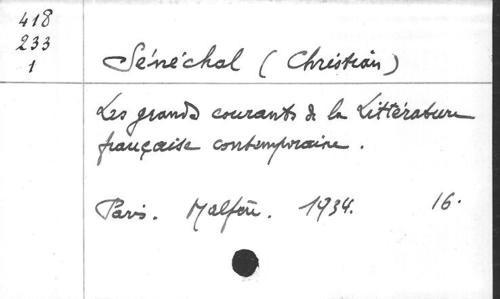 418
233
1
Sénéchal (Christian)
Les grands courants de la Littérature
française contemporaine.
Paris. Malfère. 1934. 16.